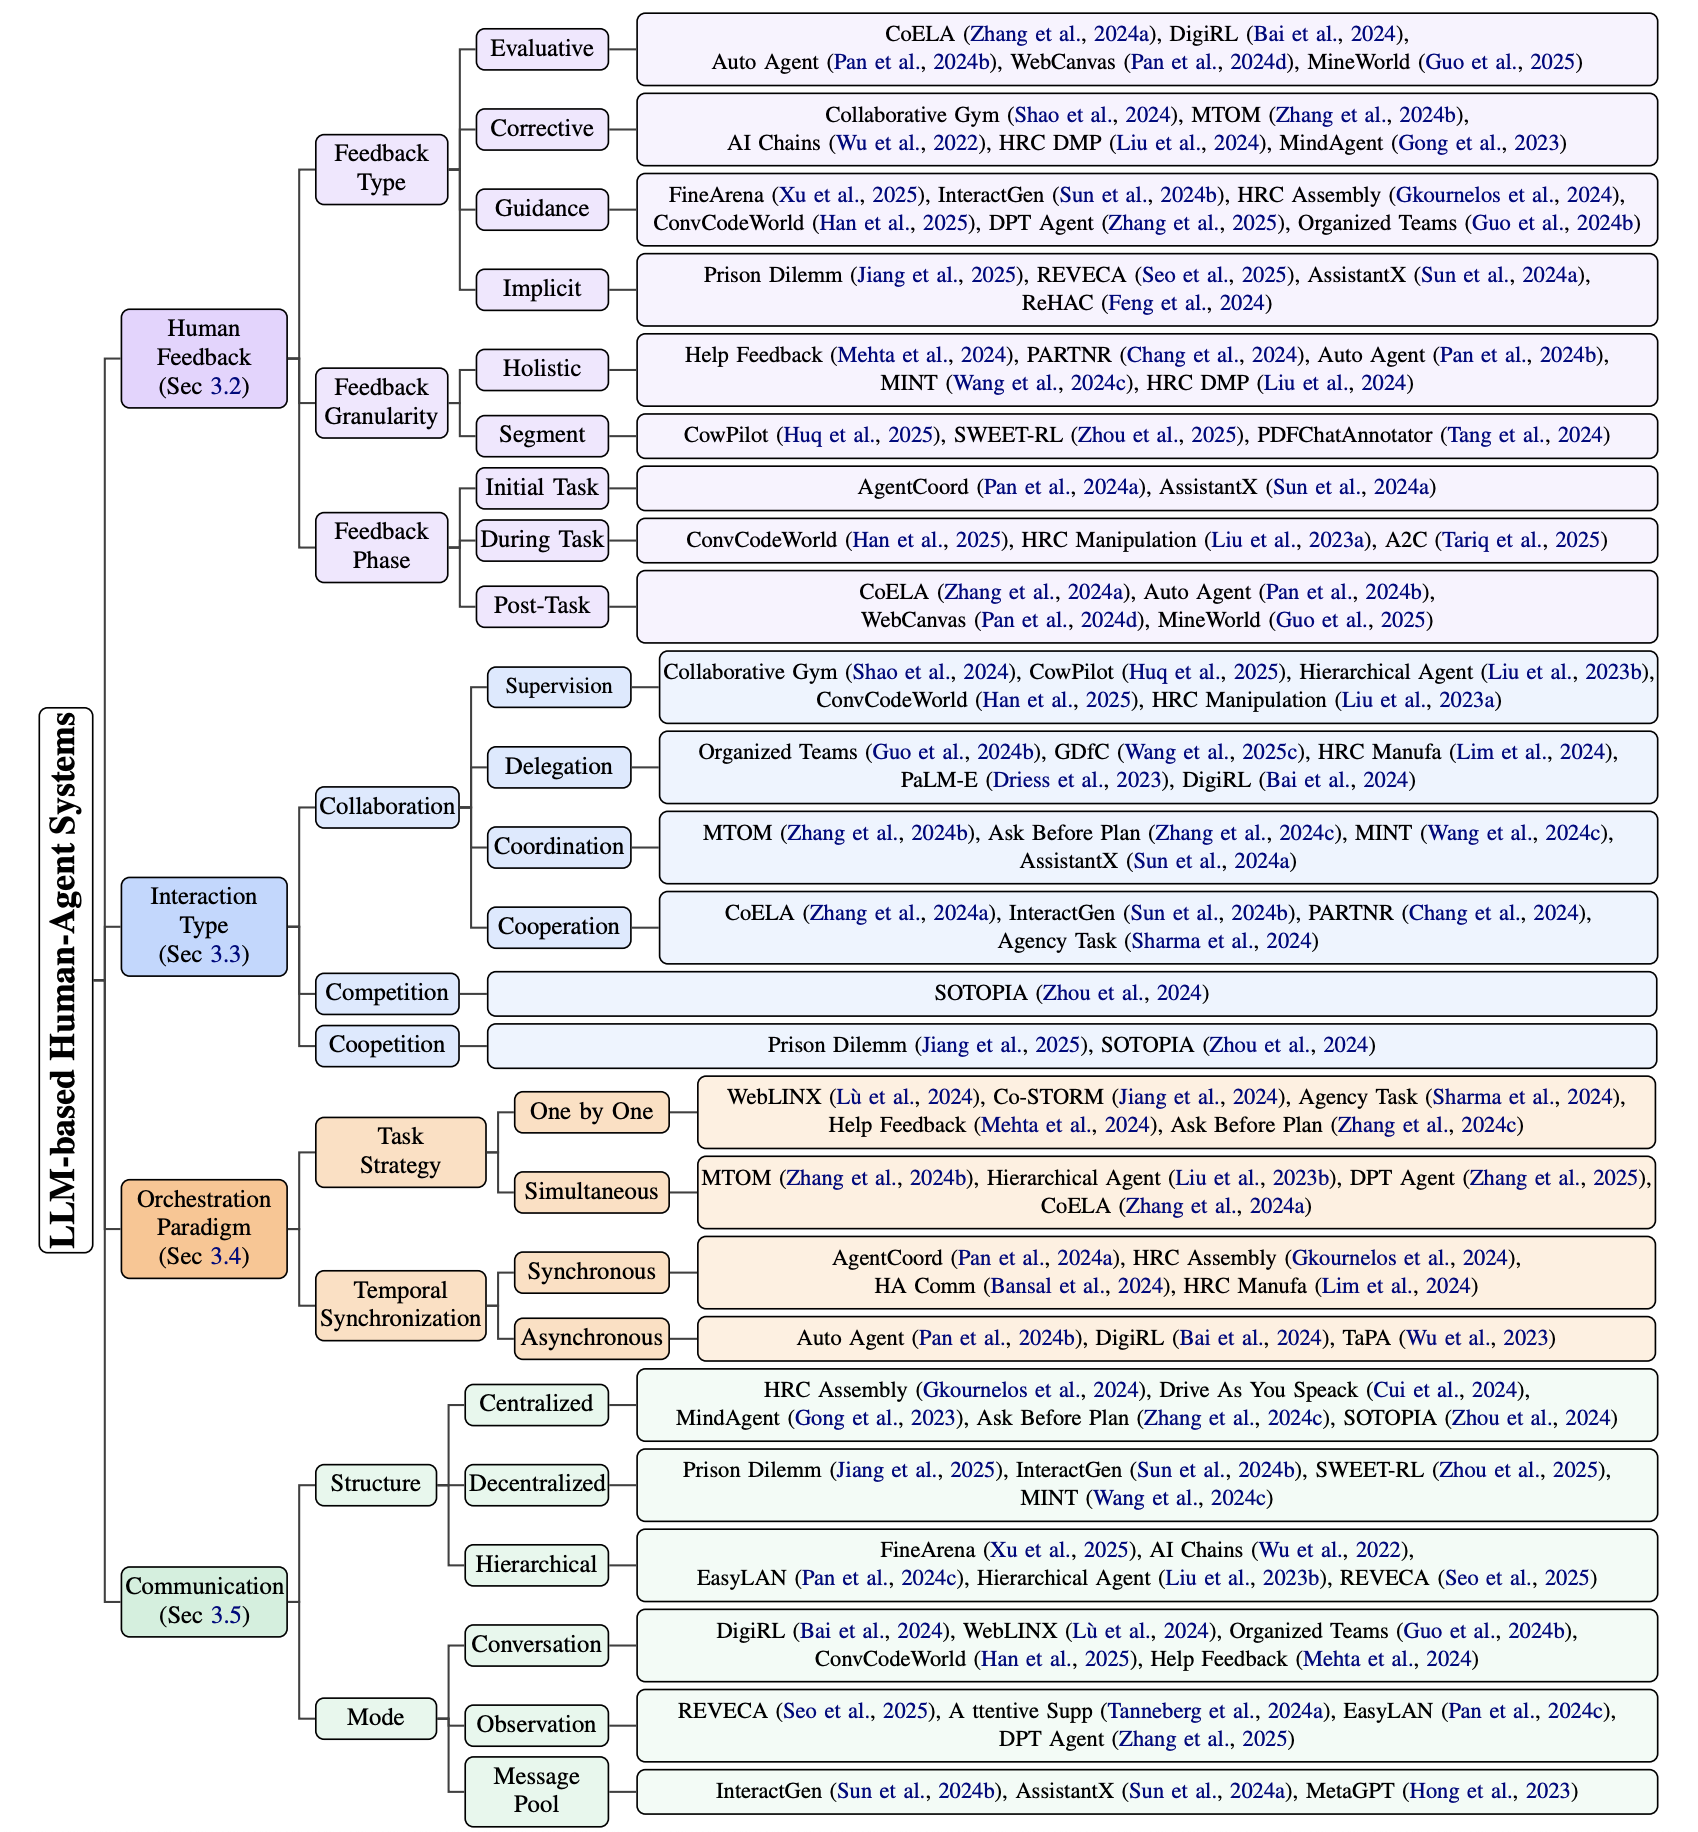 LLM-based Human-Agent Systems
Human
Feedback
(Sec 3.2)
Feedback
Type
Evaluative
CoELA (Zhang et al., 2024a), DigiRL (Bai et al., 2024),
Auto Agent (Pan et al., 2024b), WebCanvas (Pan et al., 2024d), MineWorld (Guo et al., 2025)
Corrective
Collaborative Gym (Shao et al., 2024), MTOM (Zhang et al., 2024b),
AI Chains (Wu et al., 2022), HRC DMP (Liu et al., 2024), MindAgent (Gong et al., 2023)
Guidance
FineArena (Xu et al., 2025), InteractGen (Sun et al., 2024b), HRC Assembly (Gkournelos et al., 2024),
ConvCodeWorld (Han et al., 2025), DPT Agent (Zhang et al., 2025), Organized Teams (Guo et al., 2024b)
Implicit
Prison Dilemm (Jiang et al., 2025), REVECA (Seo et al., 2025), AssistantX (Sun et al., 2024a),
ReHAC (Feng et al., 2024)
Feedback
Granularity
Holistic
Help Feedback (Mehta et al., 2024), PARTNR (Chang et al., 2024), Auto Agent (Pan et al., 2024b),
MINT (Wang et al., 2024c), HRC DMP (Liu et al., 2024)
Segment
CowPilot (Huq et al., 2025), SWEET-RL (Zhou et al., 2025), PDFChatAnnotator (Tang et al., 2024)
Feedback
Phase
Initial Task
AgentCoord (Pan et al., 2024a), AssistantX (Sun et al., 2024a)
During Task
ConvCodeWorld (Han et al., 2025), HRC Manipulation (Liu et al., 2023a), A2C (Tariq et al., 2025)
Post-Task
CoELA (Zhang et al., 2024a), Auto Agent (Pan et al., 2024b),
WebCanvas (Pan et al., 2024d), MineWorld (Guo et al., 2025)
Interaction
Type
(Sec 3.3)
Collaboration
Supervision
Collaborative Gym (Shao et al., 2024), CowPilot (Huq et al., 2025), Hierarchical Agent (Liu et al., 2023b),
ConvCodeWorld (Han et al., 2025), HRC Manipulation (Liu et al., 2023a)
Delegation
Organized Teams (Guo et al., 2024b), GDfC (Wang et al., 2025c), HRC Manufa (Lim et al., 2024),
PaLM-E (Driess et al., 2023), DigiRL (Bai et al., 2024)
Coordination
MTOM (Zhang et al., 2024b), Ask Before Plan (Zhang et al., 2024c), MINT (Wang et al., 2024c),
AssistantX (Sun et al., 2024a)
Cooperation
CoELA (Zhang et al., 2024a), InteractGen (Sun et al., 2024b), PARTNR (Chang et al., 2024),
Agency Task (Sharma et al., 2024)
Competition
SOTOPIA (Zhou et al., 2024)
Coopetition
Prison Dilemm (Jiang et al., 2025), SOTOPIA (Zhou et al., 2024)
Orchestration
Paradigm
(Sec 3.4)
Task
Strategy
One by One
WebLINX (Lù et al., 2024), Co-STORM (Jiang et al., 2024), Agency Task (Sharma et al., 2024),
Help Feedback (Mehta et al., 2024), Ask Before Plan (Zhang et al., 2024c)
Simultaneous
MTOM (Zhang et al., 2024b), Hierarchical Agent (Liu et al., 2023b), DPT Agent (Zhang et al., 2025),
CoELA (Zhang et al., 2024a)
Temporal
Synchronization
Synchronous
AgentCoord (Pan et al., 2024a), HRC Assembly (Gkournelos et al., 2024),
HA Comm (Bansal et al., 2024), HRC Manufa (Lim et al., 2024)
Asynchronous
Auto Agent (Pan et al., 2024b), DigiRL (Bai et al., 2024), TaPA (Wu et al., 2023)
Communication
(Sec 3.5)
Structure
Centralized
HRC Assembly (Gkournelos et al., 2024), Drive As You Speack (Cui et al., 2024),
MindAgent (Gong et al., 2023), Ask Before Plan (Zhang et al., 2024c), SOTOPIA (Zhou et al., 2024)
Decentralized
Prison Dilemm (Jiang et al., 2025), InteractGen (Sun et al., 2024b), SWEET-RL (Zhou et al., 2025),
MINT (Wang et al., 2024c)
Hierarchical
FineArena (Xu et al., 2025), AI Chains (Wu et al., 2022),
EasyLAN (Pan et al., 2024c), Hierarchical Agent (Liu et al., 2023b), REVECA (Seo et al., 2025)
Mode
Conversation
DigiRL (Bai et al., 2024), WebLINX (Lù et al., 2024), Organized Teams (Guo et al., 2024b),
ConvCodeWorld (Han et al., 2025), Help Feedback (Mehta et al., 2024)
Observation
REVECA (Seo et al., 2025), A ttentive Supp (Tanneberg et al., 2024a), EasyLAN (Pan et al., 2024c),
DPT Agent (Zhang et al., 2025)
Message
Pool
InteractGen (Sun et al., 2024b), AssistantX (Sun et al., 2024a), MetaGPT (Hong et al., 2023)